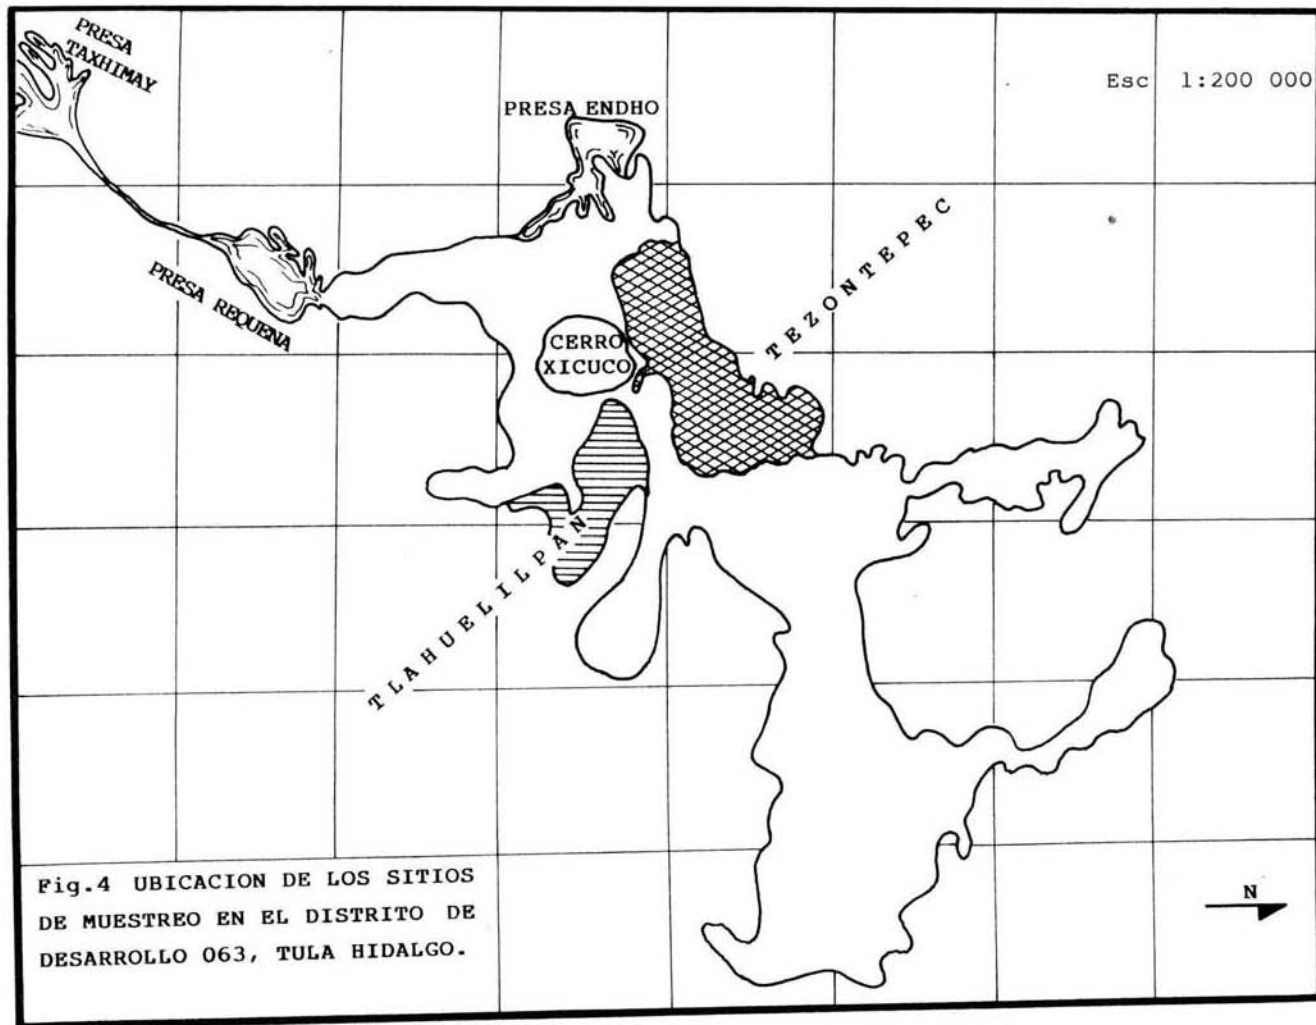 PRESA
TAXHIMAY
Esc 1:200 000
PRESA ENDHO
TEZONTEPEC
PRESA REQUENA
CERRO
XICUCO
TLAHUELILPAN
Fig.4 UBICACION DE LOS SITIOS
DE MUESTREO EN EL DISTRITO DE
DESARROLLO 063, TULA HIDALGO.
N